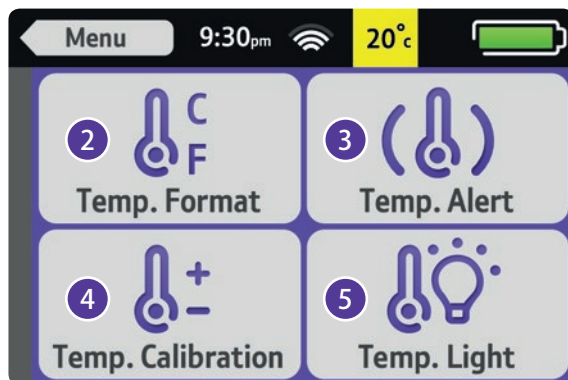 Menu 9:30pm 20°c
2 C F 3
Temp. Format Temp. Alert
4 5
Temp. Calibration Temp. Light